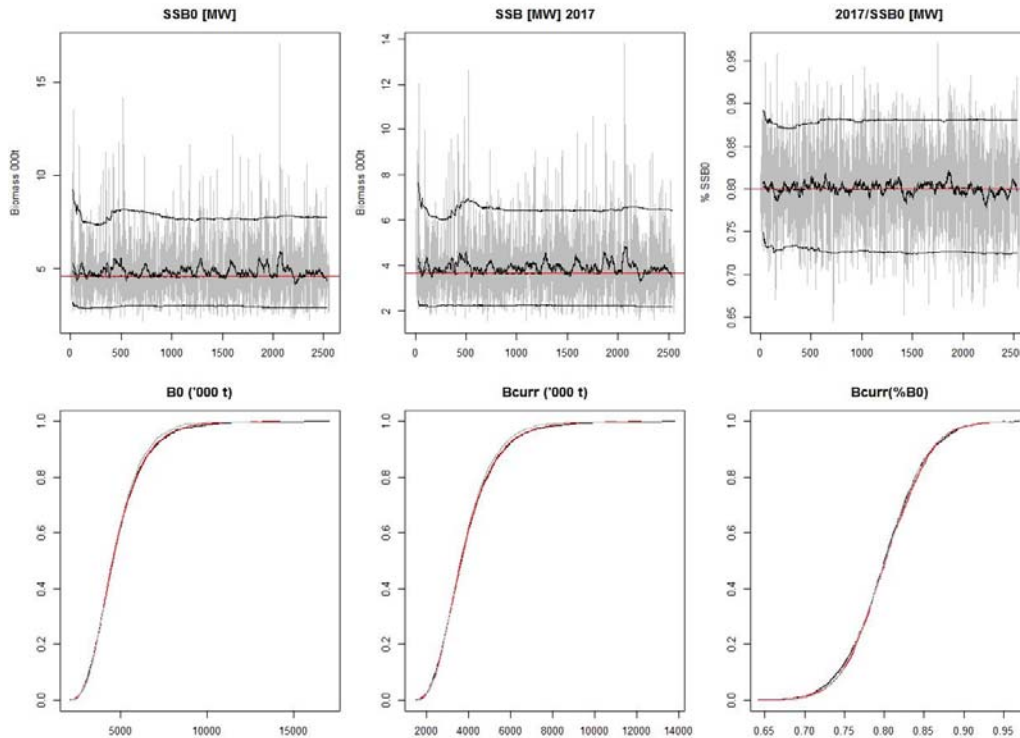 SSB0 [MW]
Biomass 000t
15
10
5
0 500 1000 1500 2000 2500
SSB [MW] 2017
Biomass 000t
14
12
10
8
6
4
2
0 500 1000 1500 2000 2500
2017/SSB0 [MW]
% SSB0
0.95
0.90
0.85
0.80
0.75
0.70
0.65
0 500 1000 1500 2000 2500
B0 ('000 t)
1.0
0.8
0.6
0.4
0.2
0.0
5000 10000 15000
Bcurr ('000 t)
1.0
0.8
0.6
0.4
0.2
0.0
2000 4000 6000 8000 10000 12000 14000
Bcurr(%B0)
1.0
0.8
0.6
0.4
0.2
0.0
0.65 0.70 0.75 0.80 0.85 0.90 0.95